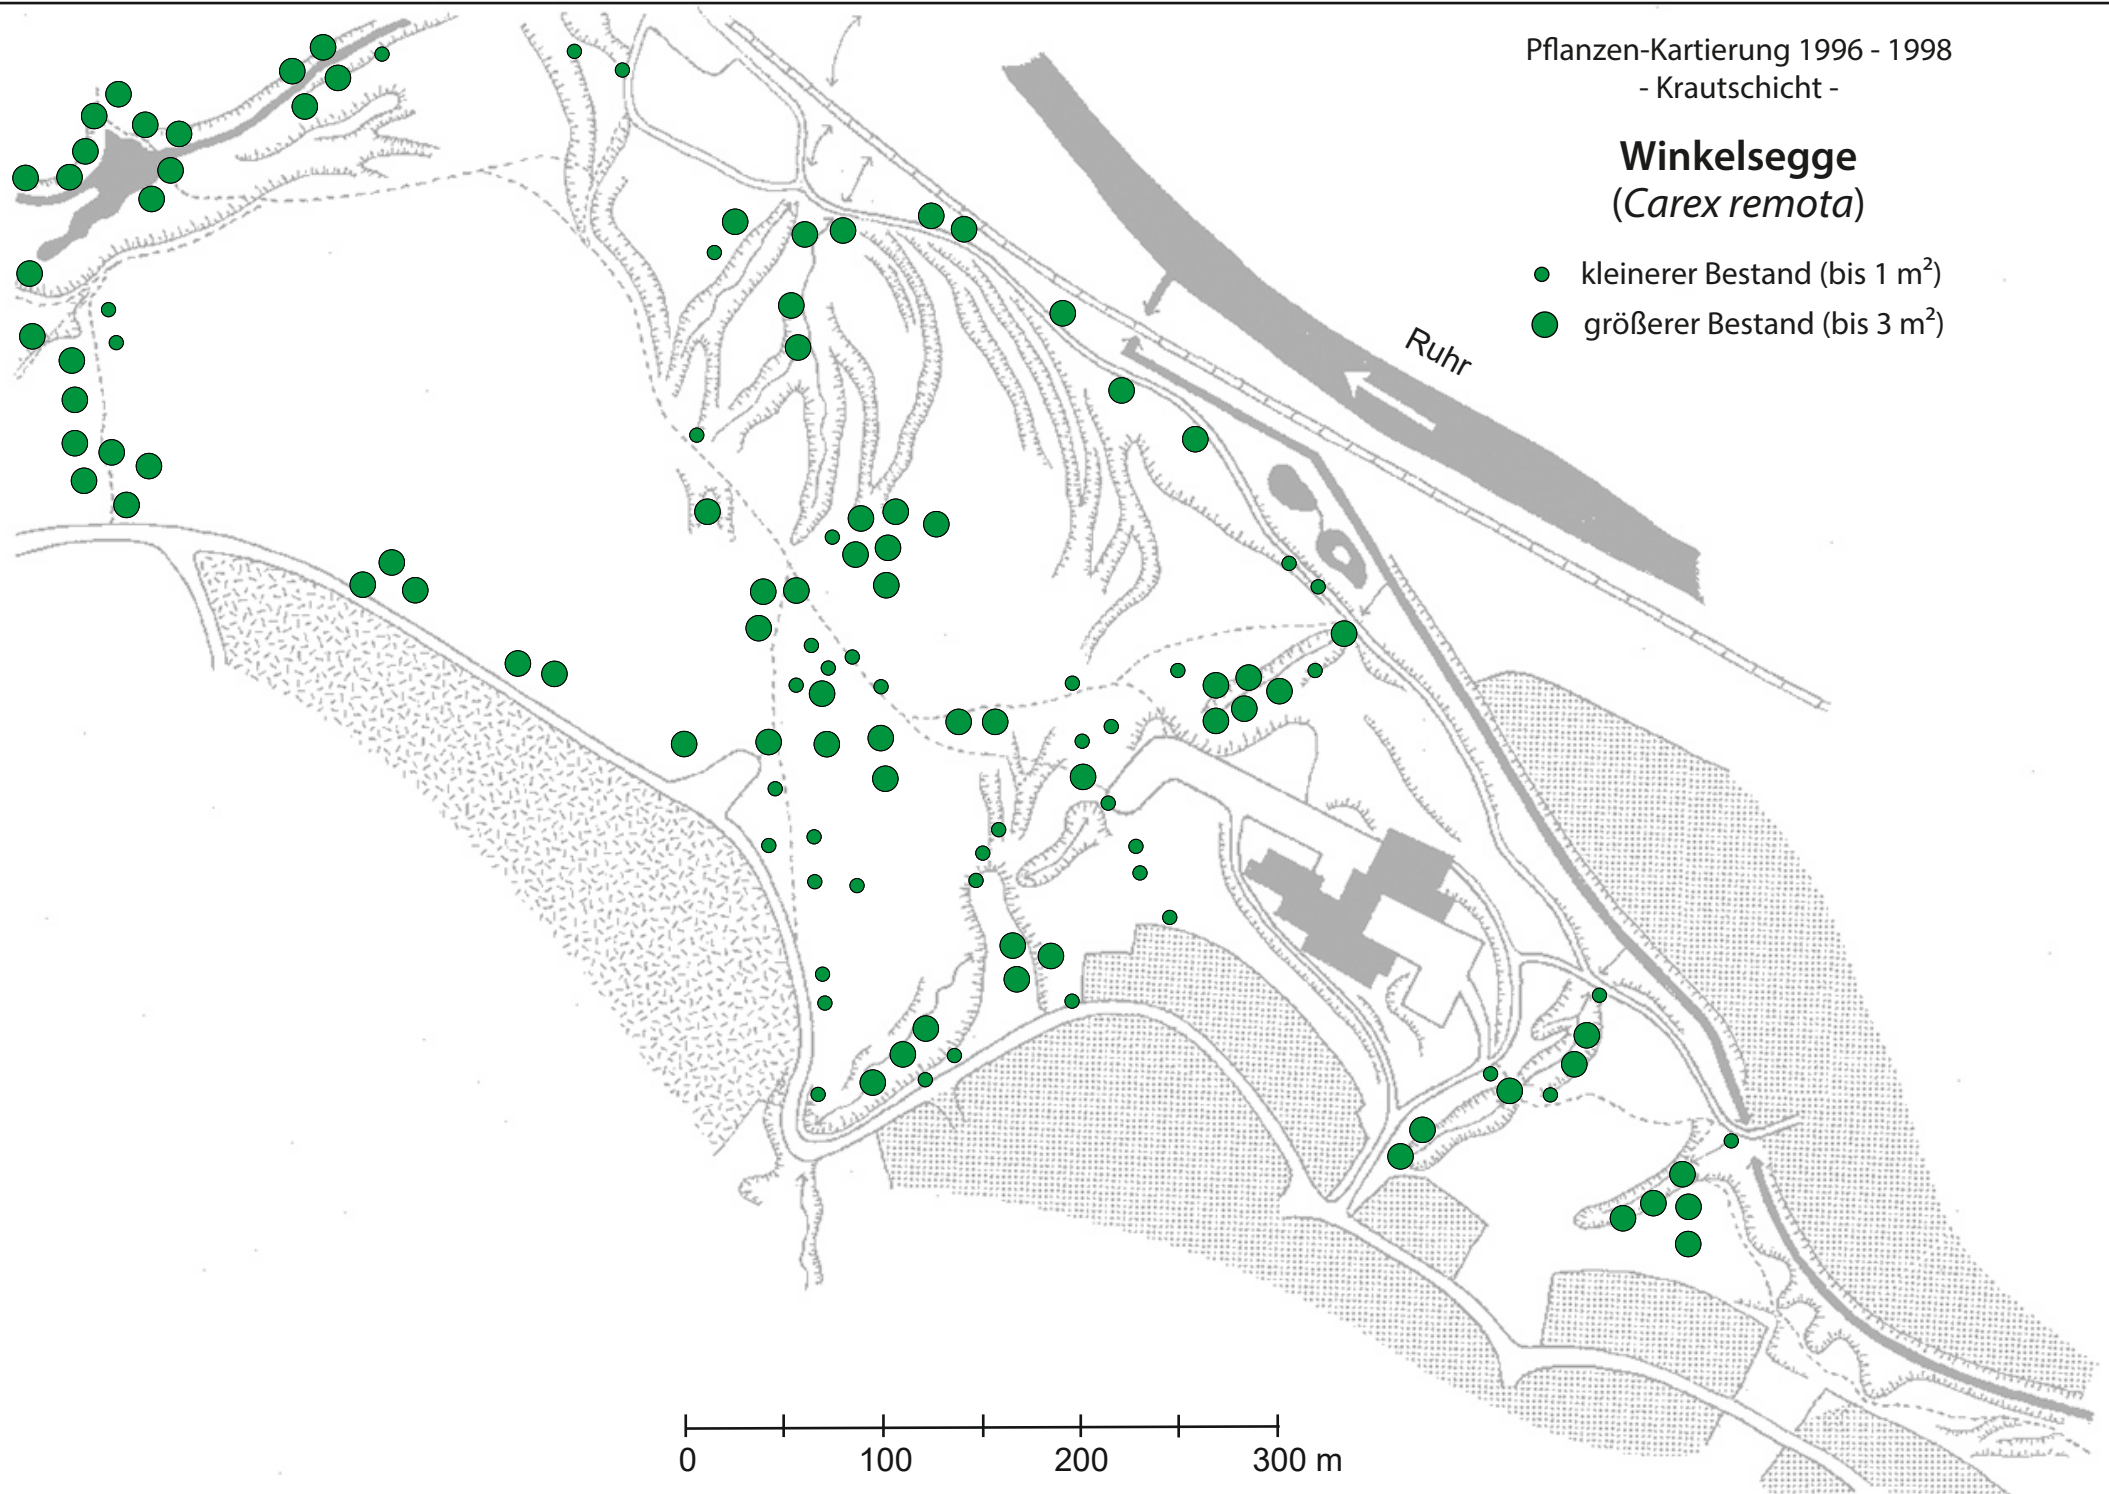 Pflanzen-Kartierung 1996 - 1998
- Krautschicht -
Winkelsegge
(Carex remota)
kleinerer Bestand (bis 1 m²)
größerer Bestand (bis 3 m²)
Ruhr
0 100 200 300 m